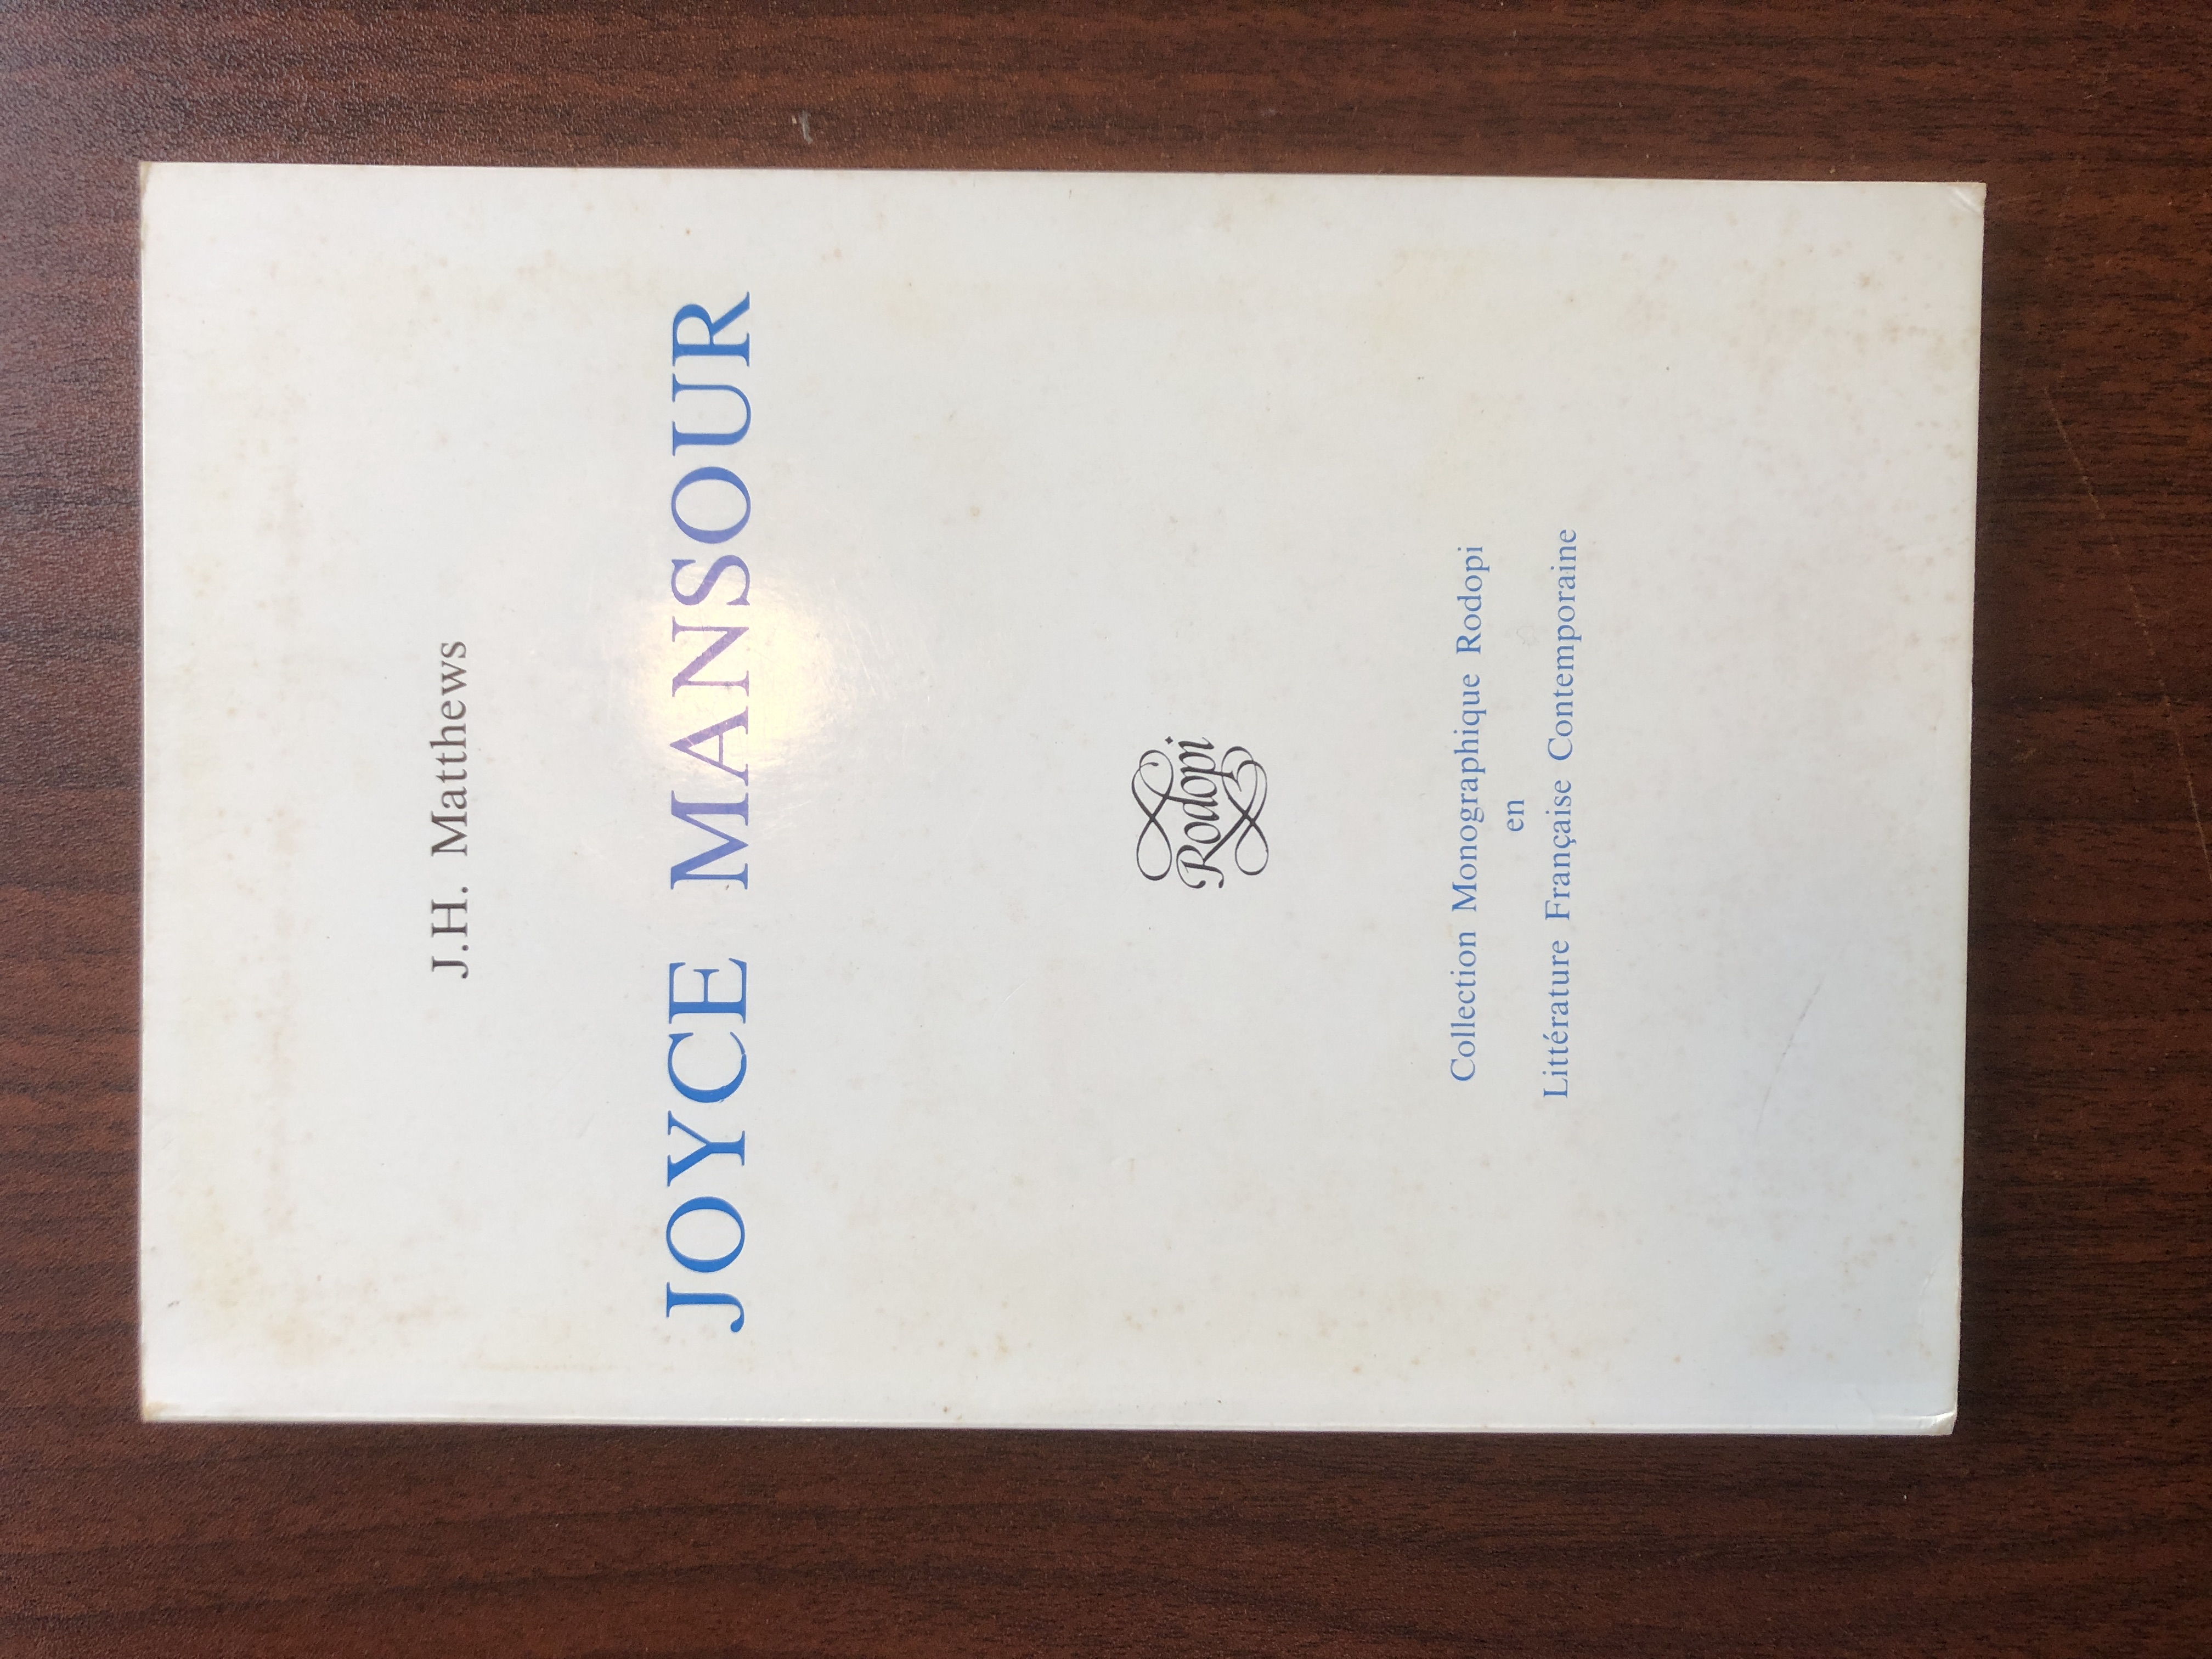 J.H. Matthews
JOYCE MANSOUR
Rodopi
Collection Monographique Rodopi
en
Littérature Française Contemporaine